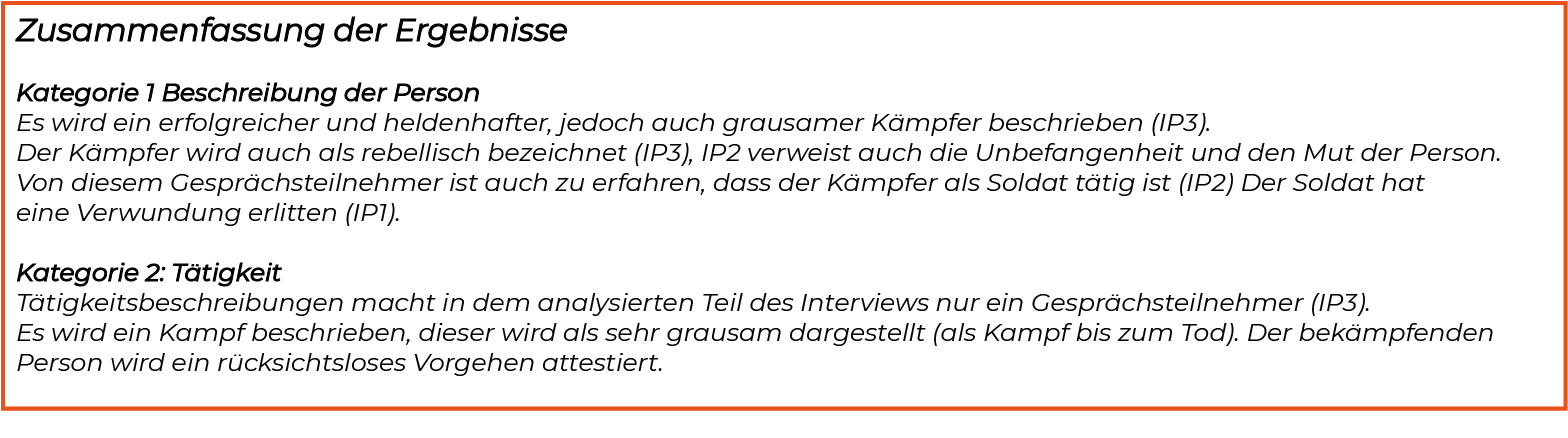 Zusammenfassung der Ergebnisse
Kategorie 1 Beschreibung der Person
Es wird ein erfolgreicher und heldenhafter, jedoch auch grausamer Kämpfer beschrieben (IP3).
Der Kämpfer wird auch als rebellisch bezeichnet (IP3), IP2 verweist auch die Unbefangenheit und den Mut der Person.
Von diesem Gesprächsteilnehmer ist auch zu erfahren, dass der Kämpfer als Soldat tätig ist (IP2) Der Soldat hat
eine Verwundung erlitten (IP1).
Kategorie 2: Tätigkeit
Tätigkeitsbeschreibungen macht in dem analysierten Teil des Interviews nur ein Gesprächsteilnehmer (IP3).
Es wird ein Kampf beschrieben, dieser wird als sehr grausam dargestellt (als Kampf bis zum Tod). Der bekämpfenden
Person wird ein rücksichtsloses Vorgehen attestiert.